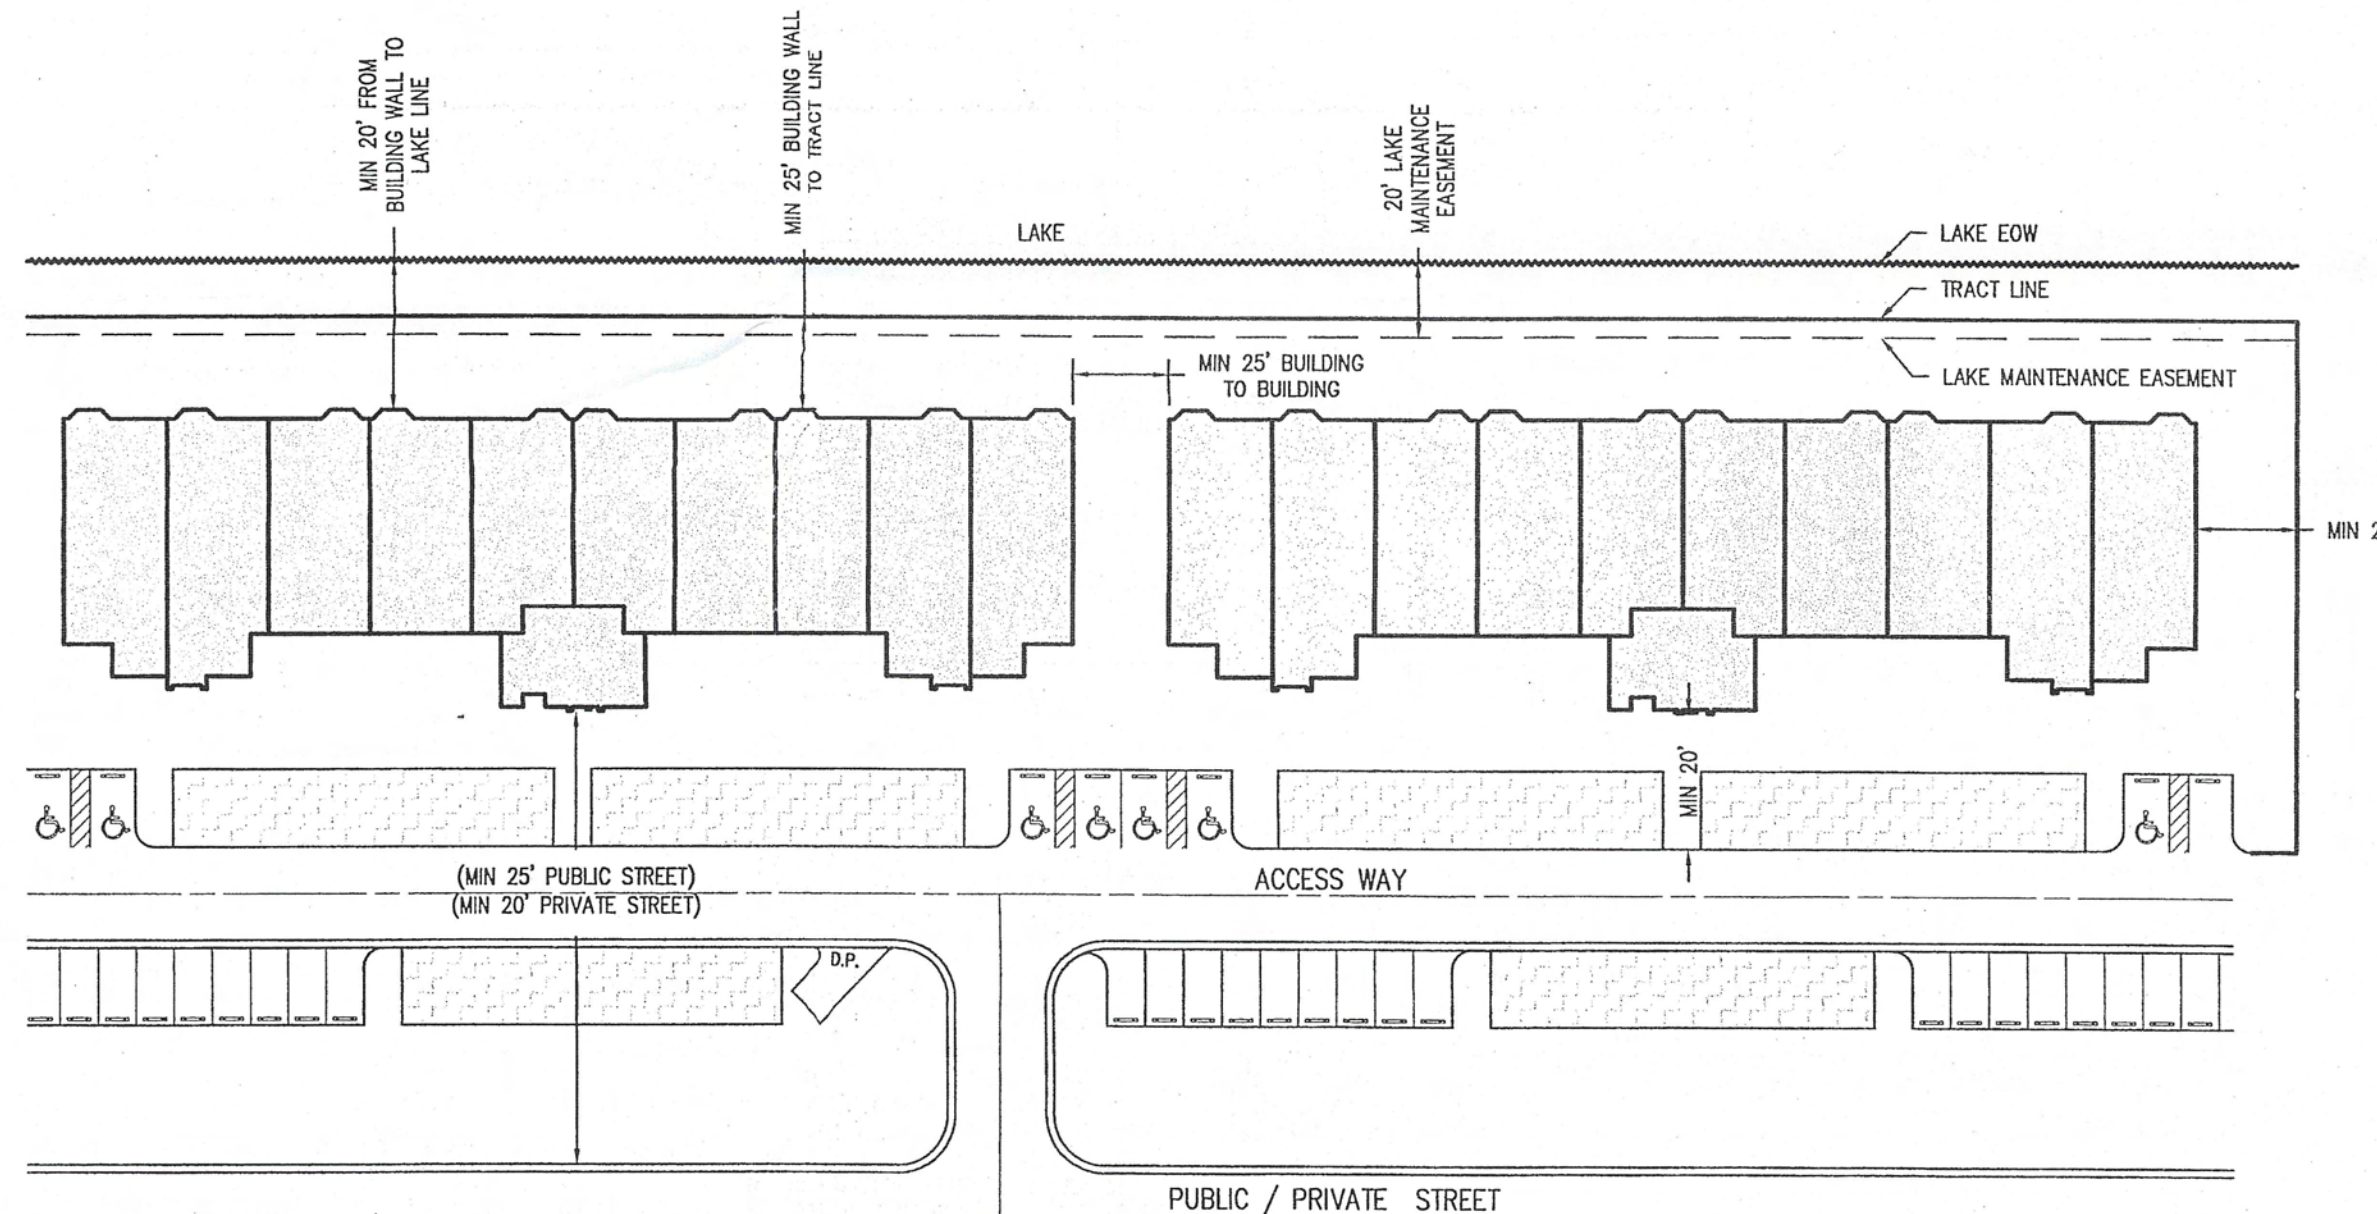 MIN 20' FROM
BUILDING WALL TO
LAKE LINE
MIN 25' BUILDING WALL
TO TRACT LINE
20' LAKE
MAINTENANCE
EASEMENT
LAKE
LAKE EOW
TRACT LINE
LAKE MAINTENANCE EASEMENT
MIN 25' BUILDING
TO BUILDING
MIN 2
MIN 20'
(MIN 25' PUBLIC STREET)
(MIN 20' PRIVATE STREET)
ACCESS WAY
D.P.
PUBLIC / PRIVATE STREET